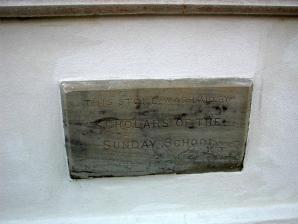 THIS STONE WAS LAID BY
SCHOLARS OF THE
SUNDAY SCHOOL